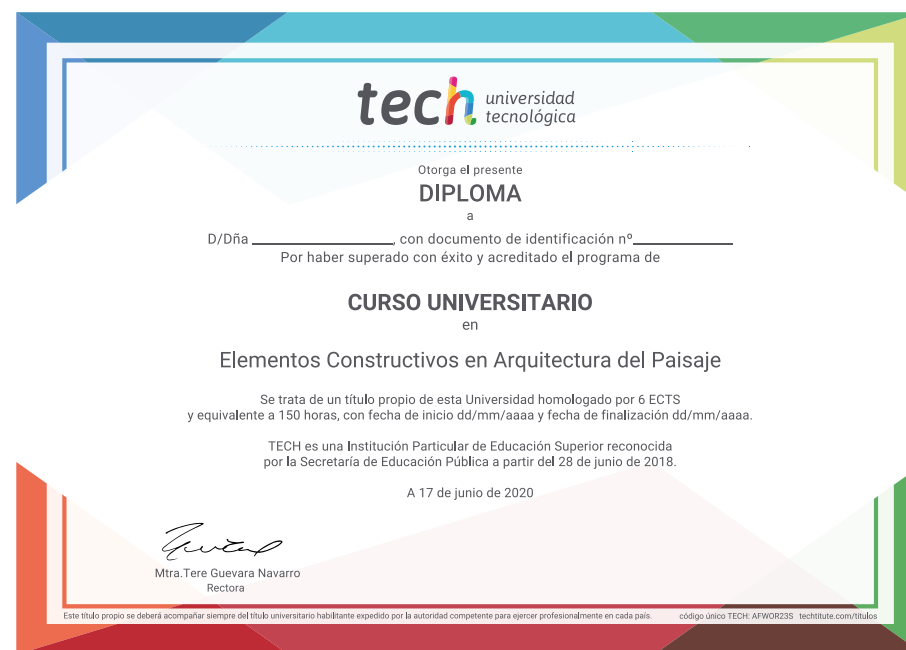 tech universidad
tecnológica
Otorga el presente
DIPLOMA
a
D/Dña ____________________, con documento de identificación nº______________
Por haber superado con éxito y acreditado el programa de
CURSO UNIVERSITARIO
en
Elementos Constructivos en Arquitectura del Paisaje
Se trata de un título propio de esta Universidad homologado por 6 ECTS
y equivalente a 150 horas, con fecha de inicio dd/mm/aaaa y fecha de finalización dd/mm/aaaa.
TECH es una Institución Particular de Educación Superior reconocida
por la Secretaría de Educación Pública a partir del 28 de junio de 2018.
A 17 de junio de 2020
Mtra.Tere Guevara Navarro
Rectora
Este título propio se deberá acompañar siempre del título universitario habilitante expedido por la autoridad competente para ejercer profesionalmente en cada país. código único TECH: AFWOR23S techtitute.com/titulos